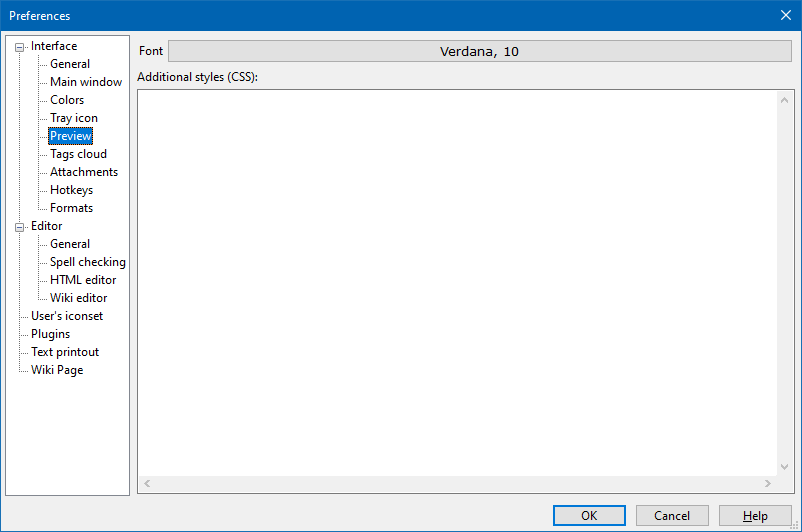 Preferences
Interface
General
Main window
Colors
Tray icon
Preview
Tags cloud
Attachments
Hotkeys
Formats
Editor
General
Spell checking
HTML editor
Wiki editor
User's iconset
Plugins
Text printout
Wiki Page
Font
Verdana, 10
Additional styles (CSS):
OK
Cancel
Help